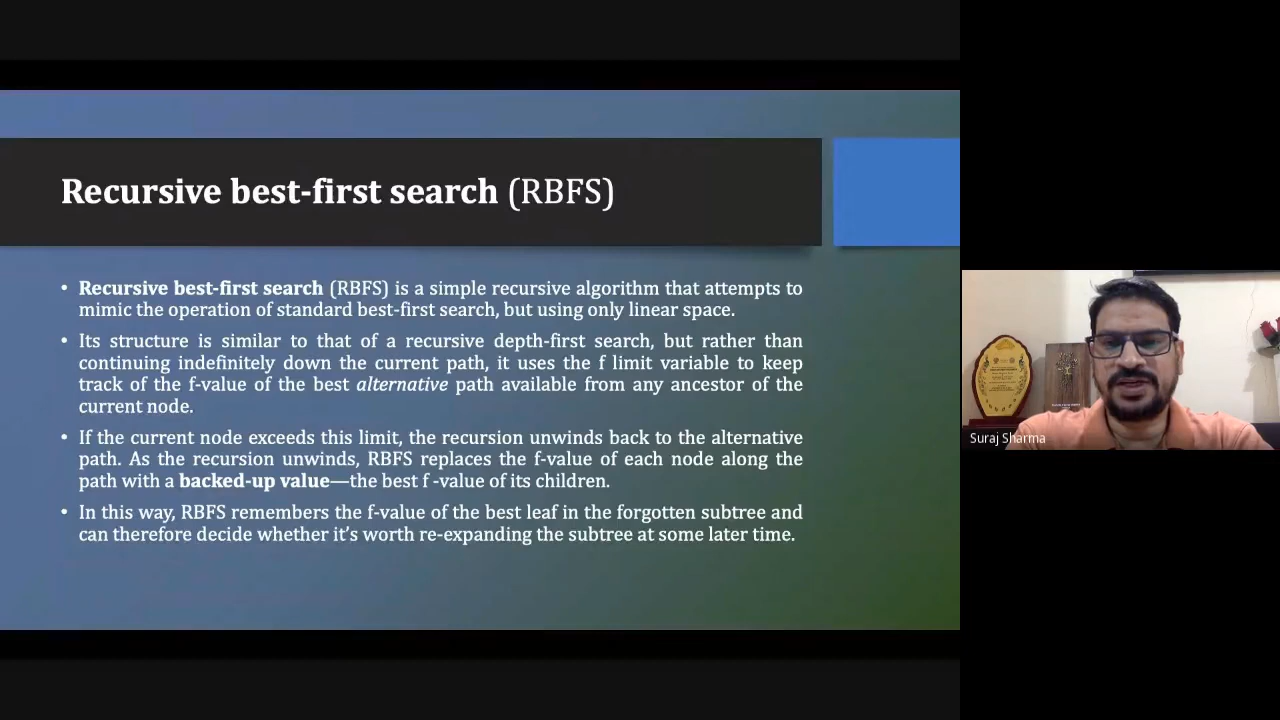 Recursive best-first search (RBFS)
• Recursive best-first search (RBFS) is a simple recursive algorithm that attempts to
mimic the operation of standard best-first search, but using only linear space.
• Its structure is similar to that of a recursive depth-first search, but rather than
continuing indefinitely down the current path, it uses the f limit variable to keep
track of the f-value of the best alternative path available from any ancestor of the
current node.
• If the current node exceeds this limit, the recursion unwinds back to the alternative
path. As the recursion unwinds, RBFS replaces the f-value of each node along the
path with a backed-up value—the best f -value of its children.
• In this way, RBFS remembers the f-value of the best leaf in the forgotten subtree and
can therefore decide whether it’s worth re-expanding the subtree at some later time.
Suraj Sharma